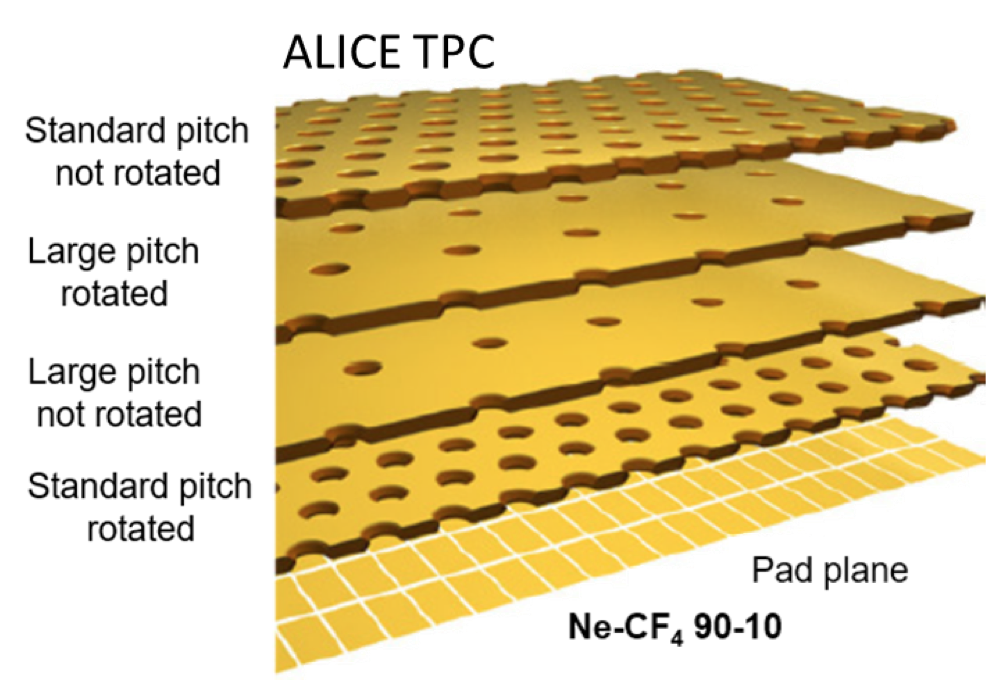 ALICE TPC
Standard pitch
not rotated
Large pitch
rotated
Large pitch
not rotated
Standard pitch
rotated
Pad plane
Ne-CF₄ 90-10